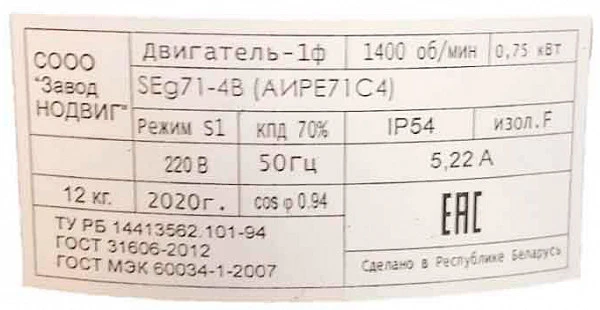 СООО
"Завод
НОДВИГ"
Двигатель-1ф 1400 об/мин 0,75 кВт
SEg71-4В (АИРЕ71С4)
Режим S1 кпд 70% IP54 изол.F
220 В 50Гц 5,22 А
12 кг. 2020г. cos φ 0.94
ТУ РБ 14413562.101-94
ГОСТ 31606-2012
ГОСТ МЭК 60034-1-2007
ЕАС
Сделано в Республике Беларусь